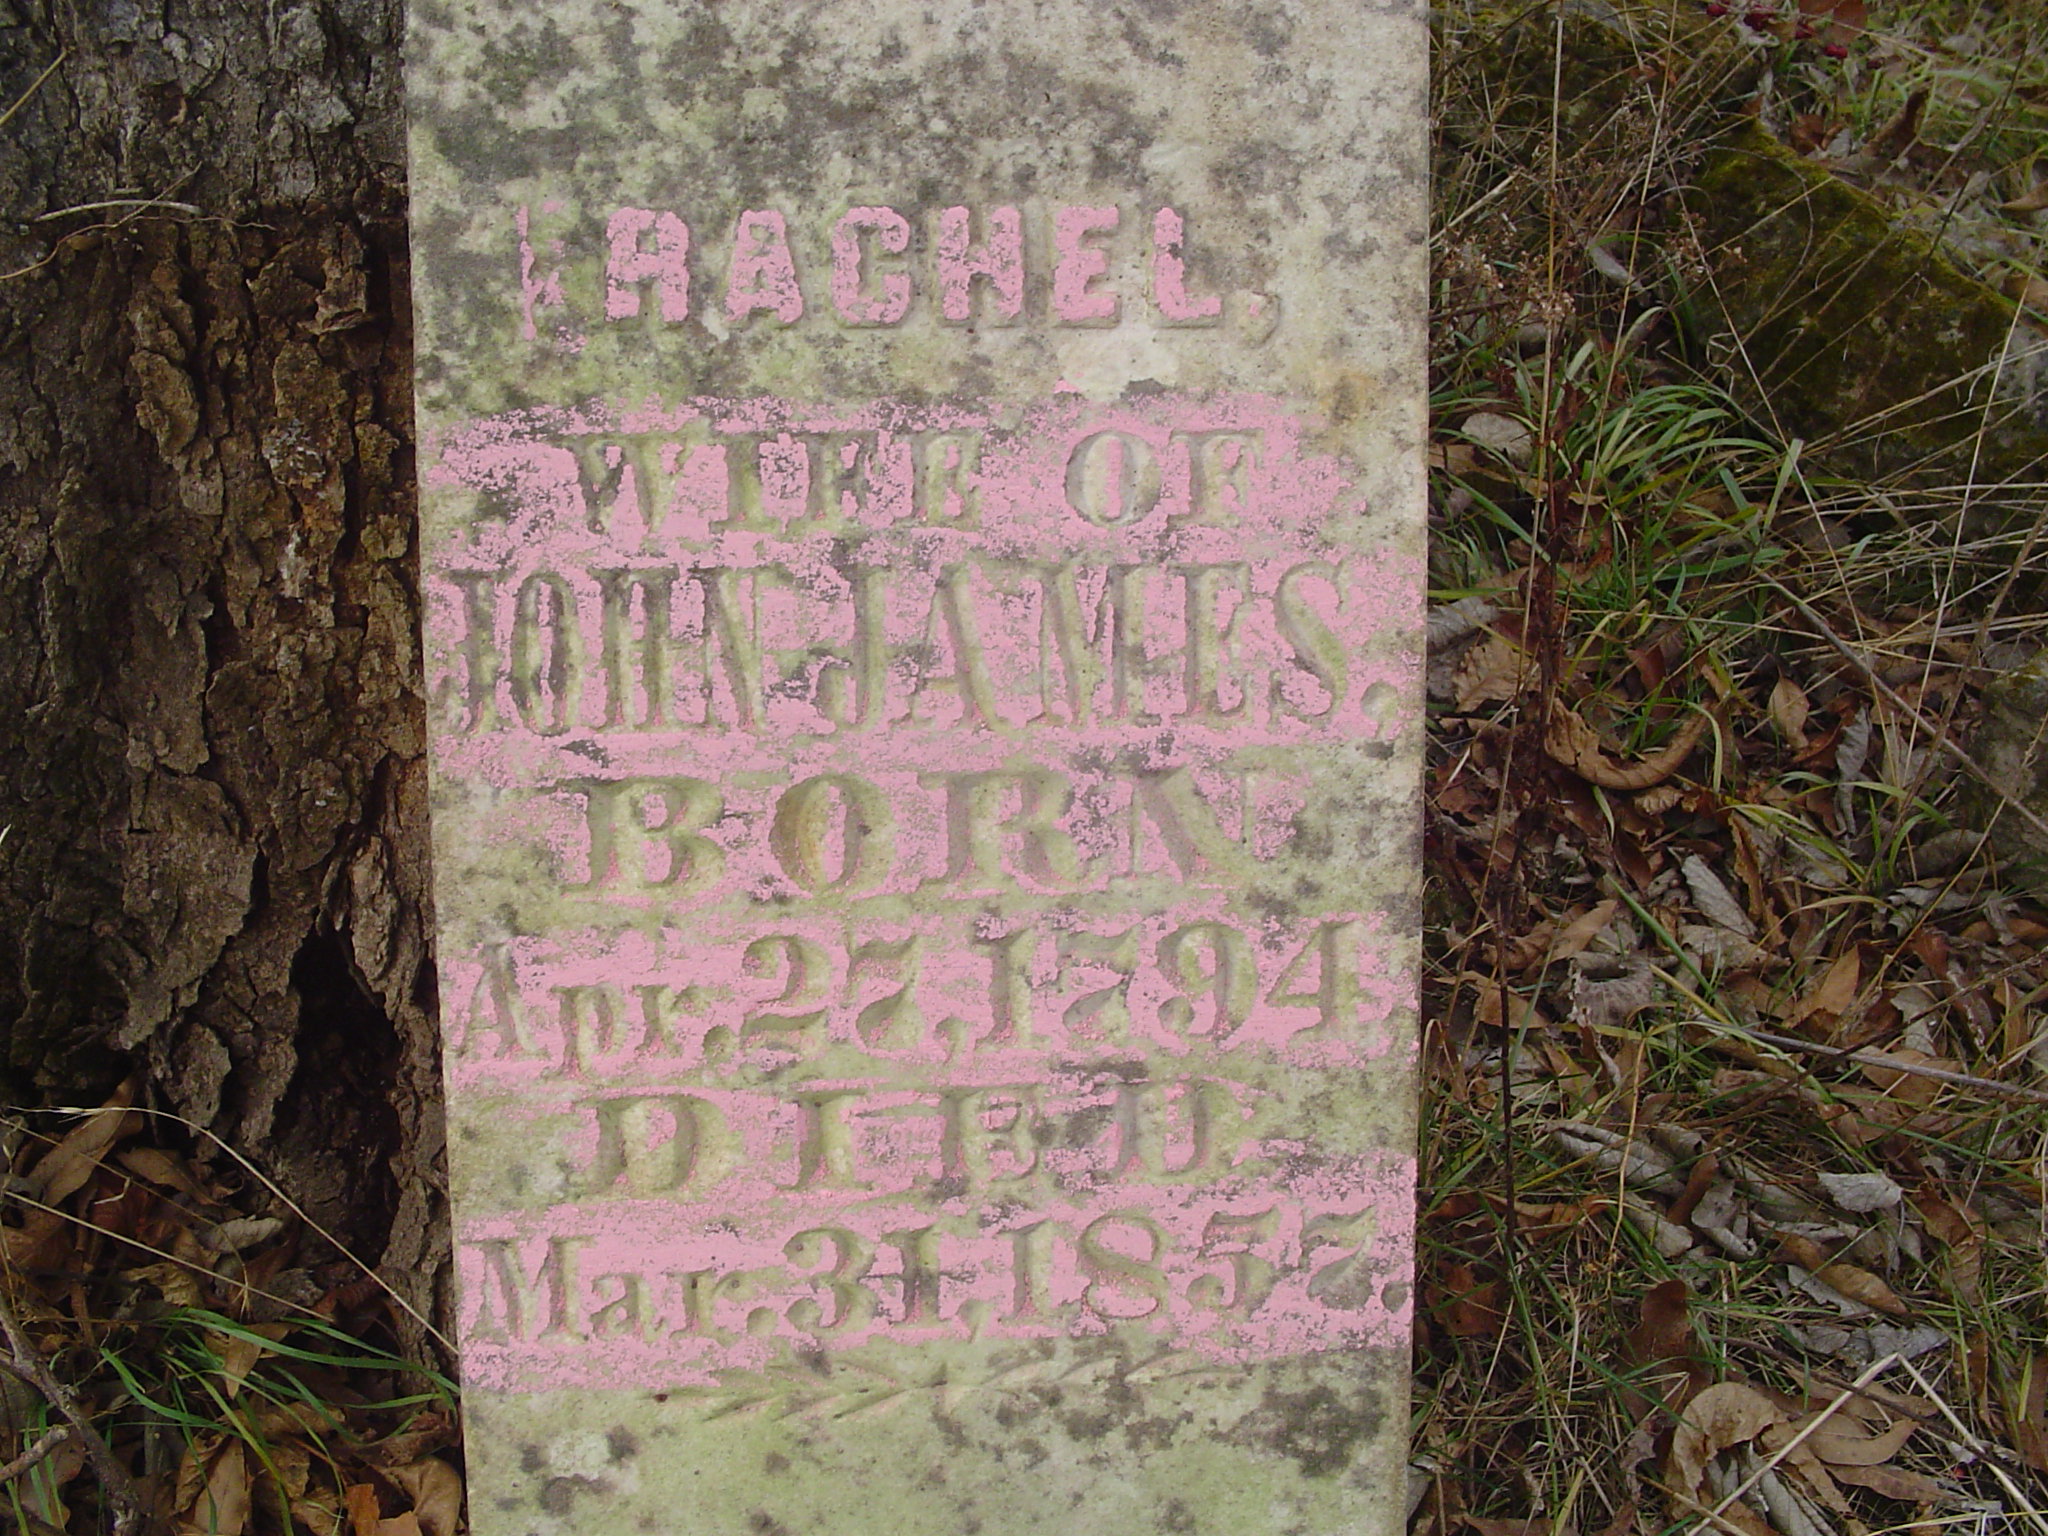 RACHEL,
WIFE OF
JOHN JAMES,
BORN
Apr. 27, 1794
DIED
Mar. 31, 1857.